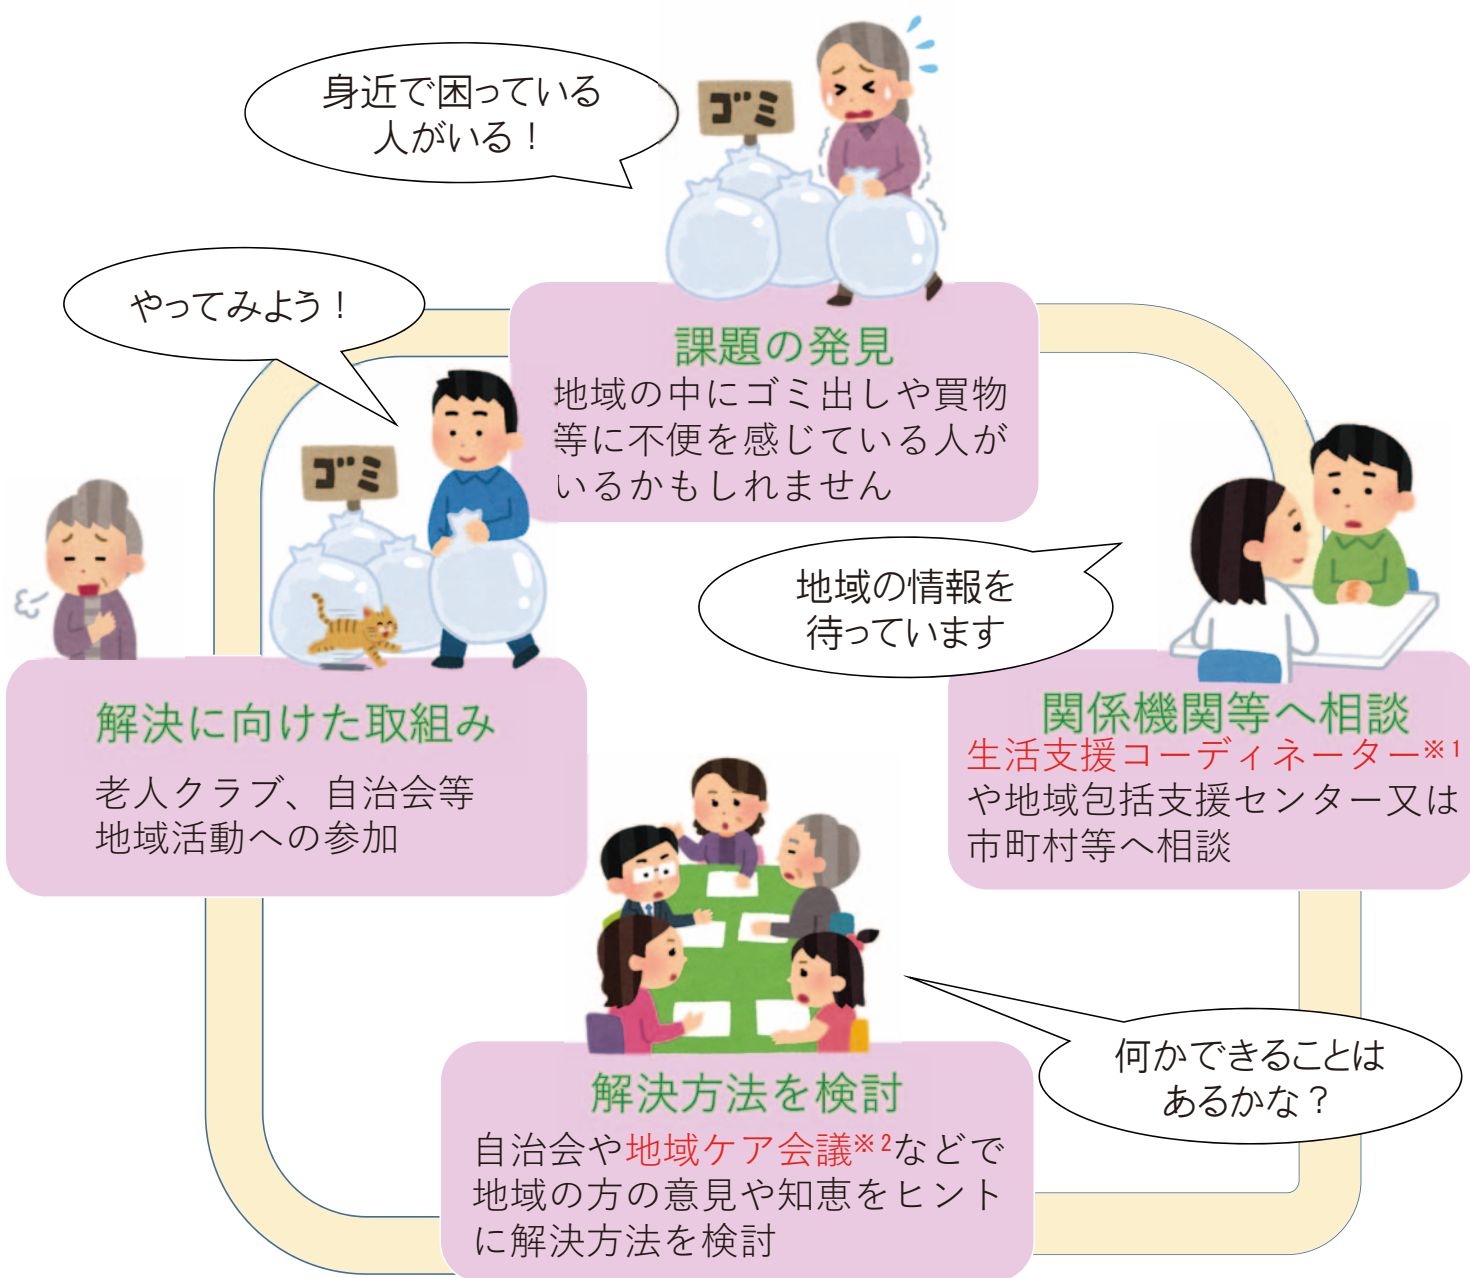 身近で困っている
人がいる！
ゴミ
課題の発見
地域の中にゴミ出しや買物
等に不便を感じている人が
いるかもしれません
地域の情報を
待っています
関係機関等へ相談
生活支援コーディネーター※1
や地域包括支援センター又は
市町村等へ相談
何かできることは
あるかな？
解決方法を検討
自治会や地域ケア会議※2などで
地域の方の意見や知恵をヒント
に解決方法を検討
やってみよう！
ゴミ
解決に向けた取組み
老人クラブ、自治会等
地域活動への参加